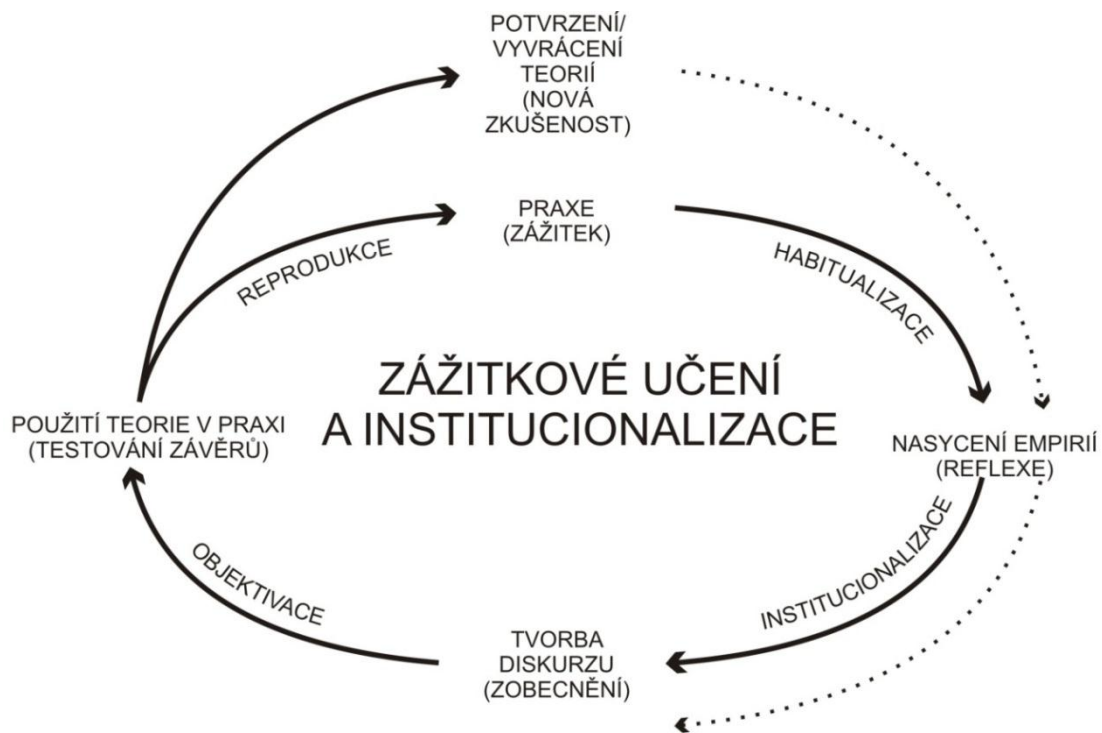 POTVRZENÍ/
VYVRÁCENÍ
TEORIÍ
(NOVÁ
ZKUŠENOST)
PRAXE
(ZÁŽITEK)
REPRODUKCE
HABITUALIZACE
ZÁŽITKOVÉ UČENÍ
A INSTITUCIONALIZACE
POUŽITÍ TEORIE V PRAXI
(TESTOVÁNÍ ZÁVĚRŮ)
NASYCENÍ EMPIRIÍ
(REFLEXE)
OBJEKTIVACE
INSTITUCIONALIZACE
TVORBA
DISKURZU
(ZOBECNĚNÍ)